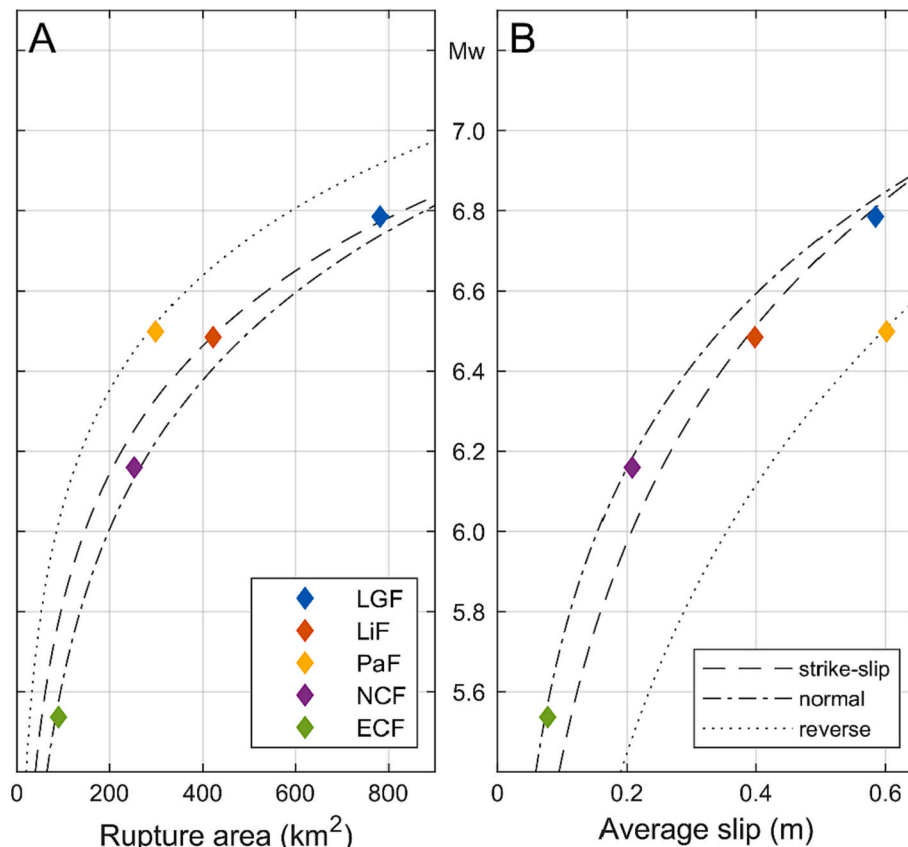 A
B
Mw
7.0
6.8
6.6
6.4
6.2
6.0
5.8
5.6
LGF
LiF
PaF
NCF
ECF
strike-slip
normal
reverse
0 200 400 600 800
0 0.2 0.4 0.6
Rupture area (km²)
Average slip (m)